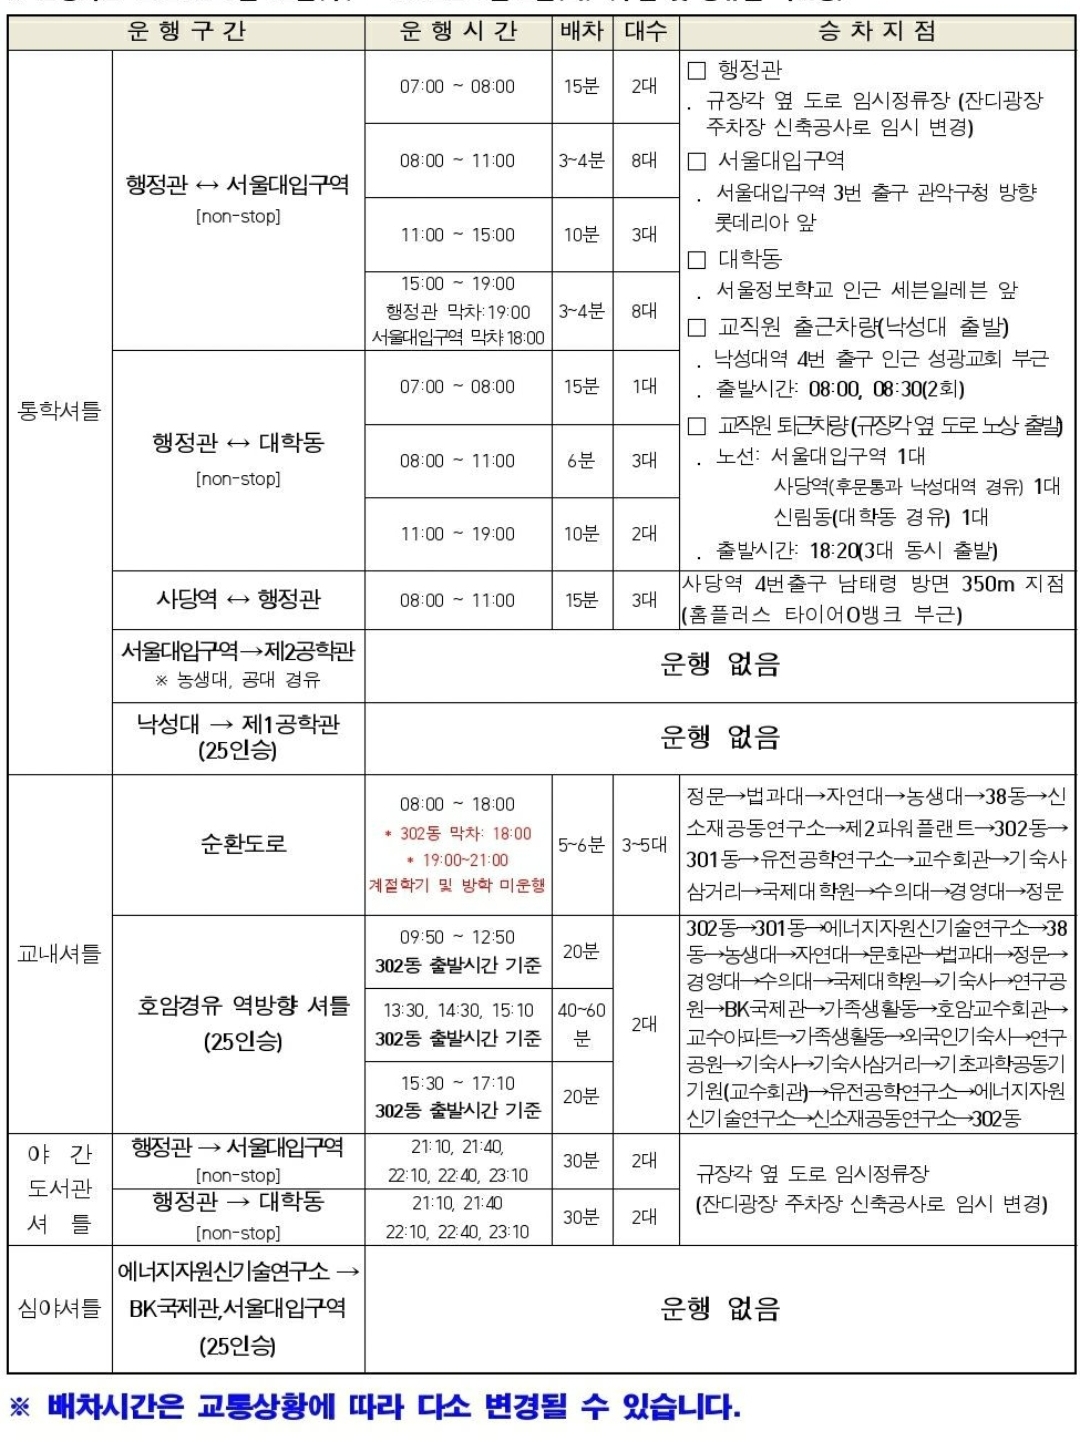 운 행 구 간 운 행 시 간 배차 대수 승 차 지 점
통학셔틀
행정관 ↔ 서울대입구역
[non-stop]
07:00 ~ 08:00 15분 2대
08:00 ~ 11:00 3~4분 8대
11:00 ~ 15:00 10분 3대
15:00 ~ 19:00
행정관 막차:19:00
서울대입구역 막차:18:00
3~4분 8대
행정관 ↔ 대학동
[non-stop]
07:00 ~ 08:00 15분 1대
08:00 ~ 11:00 6분 3대
11:00 ~ 19:00 10분 2대
□ 행정관
. 규장각 옆 도로 임시정류장 (잔디광장
주차장 신축공사로 임시 변경)
□ 서울대입구역
. 서울대입구역 3번 출구 관악구청 방향
롯데리아 앞
□ 대학동
. 서울정보학교 인근 세븐일레븐 앞
□ 교직원 출근차량(낙성대 출발)
. 낙성대역 4번 출구 인근 성광교회 부근
. 출발시간: 08:00, 08:30(2회)
□ 교직원 퇴근차량(규장각 옆 도로 노상 출발)
. 노선: 서울대입구역 1대
사당역(후문통과 낙성대역 경유) 1대
신림동(대학동 경유) 1대
. 출발시간: 18:20(3대 동시 출발)
사당역 ↔ 행정관 08:00 ~ 11:00 15분 3대
사당역 4번출구 남태령 방면 350m 지점
(홈플러스 타이어O뱅크 부근)
서울대입구역→제2공학관
※ 농생대, 공대 경유
운행 없음
낙성대 → 제1공학관
(25인승)
운행 없음
교내셔틀
순환도로
08:00 ~ 18:00
* 302동 막차: 18:00
* 19:00~21:00
계절학기 및 방학 미운행
5~6분 3~5대
정문→법과대→자연대→농생대→38동→신
소재공동연구소→제2파워플랜트→302동→
301동→유전공학연구소→교수회관→기숙사
삼거리→국제대학원→수의대→경영대→정문
호암경유 역방향 셔틀
(25인승)
09:50 ~ 12:50
302동 출발시간 기준
20분
13:30, 14:30, 15:10
302동 출발시간 기준
40~60
분
15:30 ~ 17:10
302동 출발시간 기준
20분
2대
302동→301동→에너지자원신기술연구소→38
동→농생대→자연대→문화관→법과대→정문→
경영대→수의대→국제대학원→기숙사→연구공
원→BK국제관→가족생활동→호암교수회관→
교수아파트→가족생활동→외국인기숙사→연구
공원→기숙사→기숙사삼거리→기초과학공동기
기원(교수회관)→유전공학연구소→에너지자원
신기술연구소→신소재공동연구소→302동
야 간
도서관
셔 틀
행정관 → 서울대입구역
[non-stop]
21:10, 21:40,
22:10, 22:40, 23:10
30분 2대
행정관 → 대학동
[non-stop]
21:10, 21:40
22:10, 22:40, 23:10
30분 2대
규장각 옆 도로 임시정류장
(잔디광장 주차장 신축공사로 임시 변경)
심야셔틀
에너지자원신기술연구소 →
BK국제관,서울대입구역
(25인승)
운행 없음
※ 배차시간은 교통상황에 따라 다소 변경될 수 있습니다.